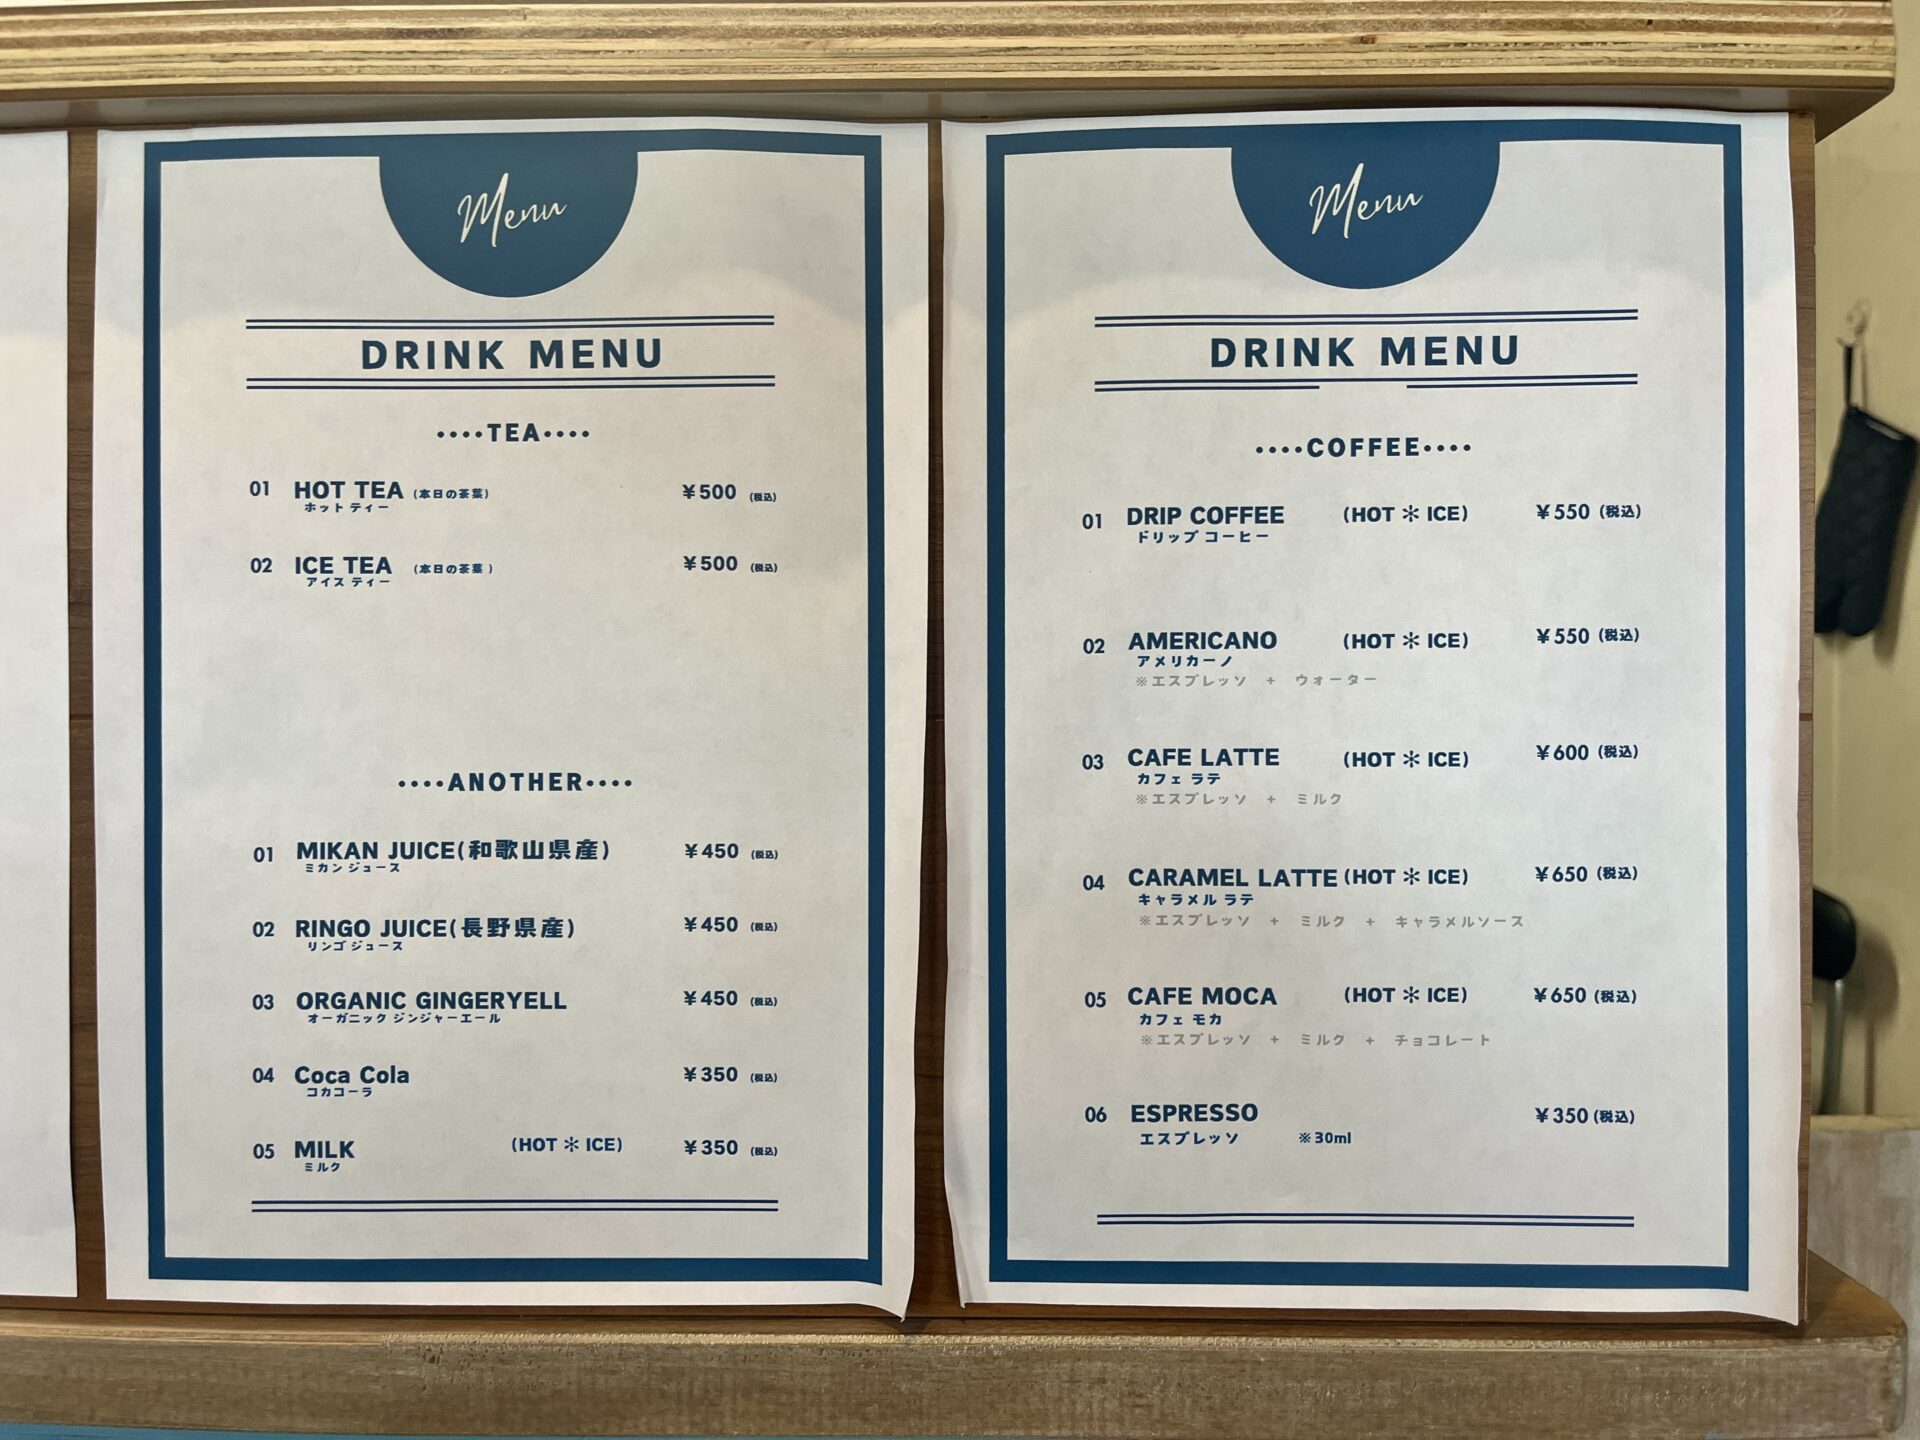 Menu
DRINK MENU
••••TEA••••
01 HOT TEA (本日の茶葉) ¥500 (税込)
ホット ティー
02 ICE TEA (本日の茶葉 ) ¥500 (税込)
アイス ティー
••••ANOTHER••••
01 MIKAN JUICE(和歌山県産) ¥450 (税込)
ミカン ジュース
02 RINGO JUICE(長野県産) ¥450 (税込)
リンゴ ジュース
03 ORGANIC GINGERYELL ¥450 (税込)
オーガニック ジンジャーエール
04 Coca Cola ¥350 (税込)
コカコーラ
05 MILK (HOT ＊ ICE) ¥350 (税込)
ミルク
Menu
DRINK MENU
••••COFFEE••••
01 DRIP COFFEE (HOT ＊ ICE) ¥550 (税込)
ドリップ コーヒー
02 AMERICANO (HOT ＊ ICE) ¥550 (税込)
アメリカーノ
※エスプレッソ + ウォーター
03 CAFE LATTE (HOT ＊ ICE) ¥600 (税込)
カフェ ラテ
※エスプレッソ + ミルク
04 CARAMEL LATTE (HOT ＊ ICE) ¥650 (税込)
キャラメル ラテ
※エスプレッソ + ミルク + キャラメルソース
05 CAFE MOCA (HOT ＊ ICE) ¥650 (税込)
カフェ モカ
※エスプレッソ + ミルク + チョコレート
06 ESPRESSO ¥350 (税込)
エスプレッソ ※30ml